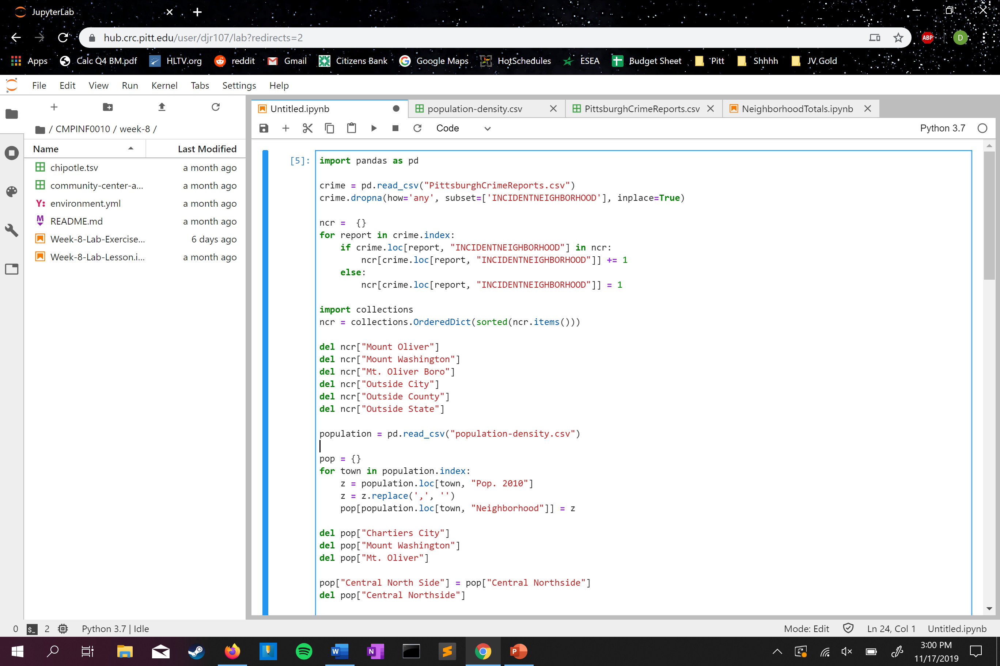 JupyterLab
hub.crc.pitt.edu/user/djr107/lab?redirects=2
ABP
D
Apps Calc Q4 BM.pdf HLTV.org reddit Gmail Citizens Bank Google Maps HotSchedules ESEA Budget Sheet Pitt Shhhh JV Gold
File Edit View Run Kernel Tabs Settings Help
Untitled.ipynb population-density.csv PittsburghCrimeReports.csv NeighborhoodTotals.ipynb
Code Python 3.7
/ CMPINF0010 / week-8 /
Name Last Modified
chipotle.tsv a month ago
community-center-a... a month ago
Y: environment.yml a month ago
M README.md a month ago
Week-8-Lab-Exercise... 6 days ago
Week-8-Lab-Lesson.i... a month ago
[5]: import pandas as pd
crime = pd.read_csv("PittsburghCrimeReports.csv")
crime.dropna(how='any', subset=['INCIDENTNEIGHBORHOOD'], inplace=True)
ncr =  {}
for report in crime.index:
    if crime.loc[report, "INCIDENTNEIGHBORHOOD"] in ncr:
        ncr[crime.loc[report, "INCIDENTNEIGHBORHOOD"]] += 1
    else:
        ncr[crime.loc[report, "INCIDENTNEIGHBORHOOD"]] = 1
import collections
ncr = collections.OrderedDict(sorted(ncr.items()))
del ncr["Mount Oliver"]
del ncr["Mount Washington"]
del ncr["Mt. Oliver Boro"]
del ncr["Outside City"]
del ncr["Outside County"]
del ncr["Outside State"]
population = pd.read_csv("population-density.csv")
pop = {}
for town in population.index:
    z = population.loc[town, "Pop. 2010"]
    z = z.replace(',', '')
    pop[population.loc[town, "Neighborhood"]] = z
del pop["Chartiers City"]
del pop["Mount Washington"]
del pop["Mt. Oliver"]
pop["Central North Side"] = pop["Central Northside"]
del pop["Central Northside"]
0 $_ 2 Python 3.7 | Idle Mode: Edit Ln 24, Col 1 Untitled.ipynb
W N P
3:00 PM
11/17/2019